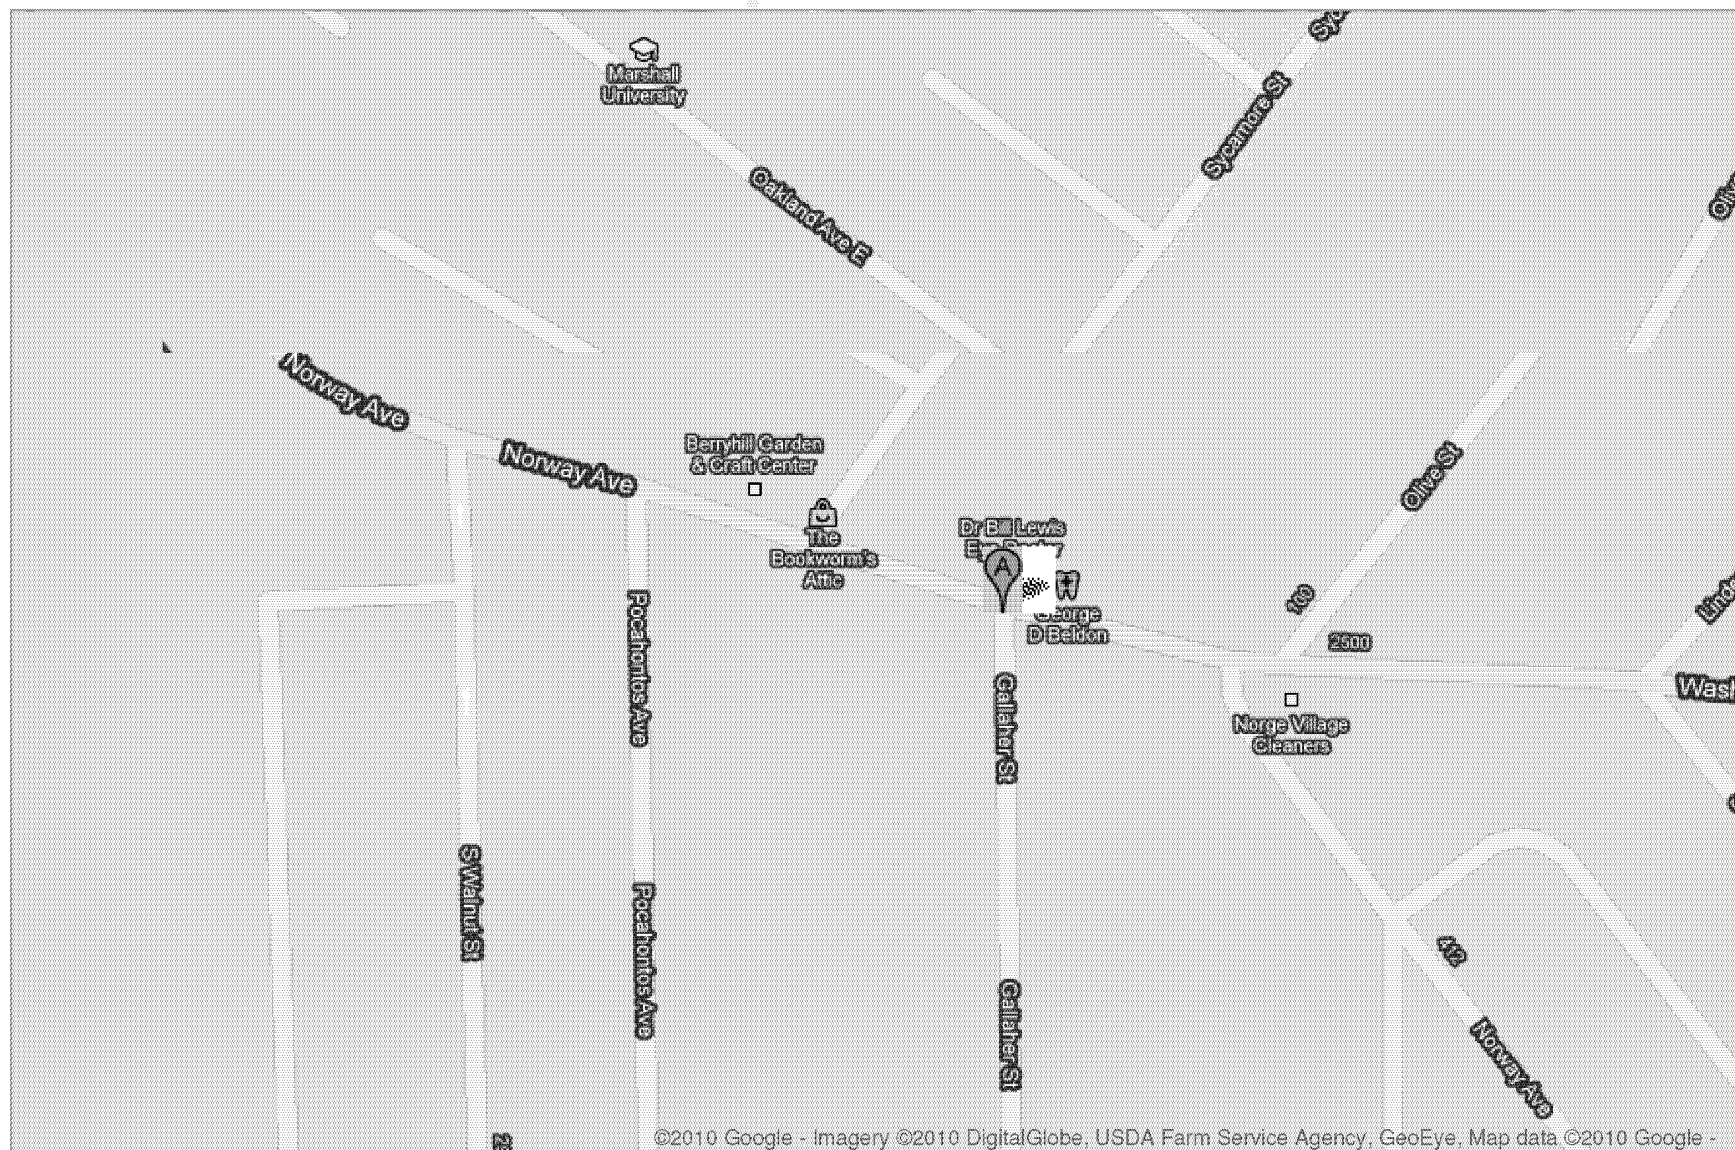 Marshall
University
Sycamore St
Oakland Ave E
Norway Ave
Norway Ave
Berryhill Garden
& Craft Center
Olive St
The
Bookworm's
Attic
Dr Bill Lewis
A
George
D Beldon
100
2500
Pocahontas Ave
Gallaher St
Norge Village
Cleaners
S Walnut St
Pocahontas Ave
462
Gallaher St
Norway Ave
©2010 Google - Imagery ©2010 DigitalGlobe, USDA Farm Service Agency, GeoEye, Map data ©2010 Google -